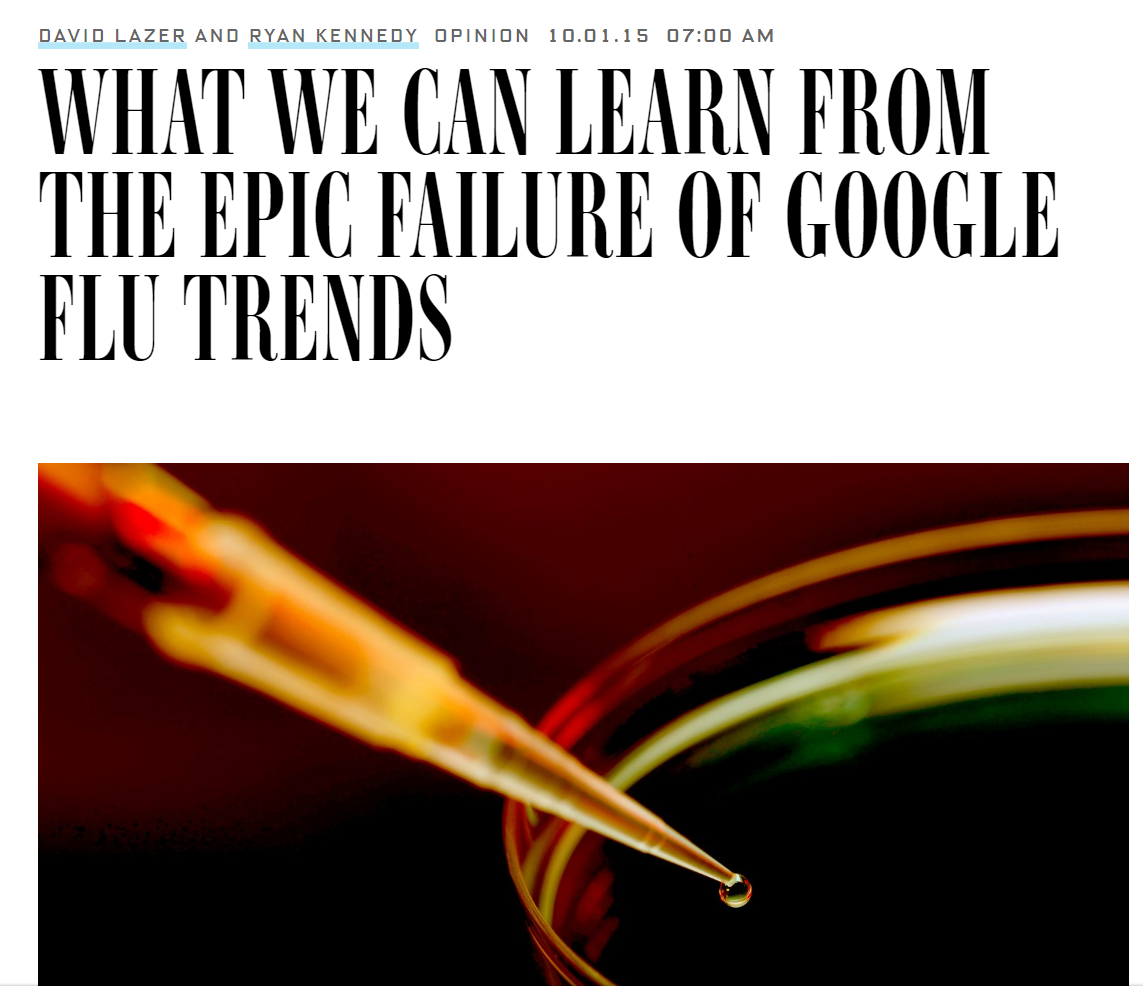 DAVID LAZER AND RYAN KENNEDY OPINION 10.01.15 07:00 AM
WHAT WE CAN LEARN FROM
THE EPIC FAILURE OF GOOGLE
FLU TRENDS